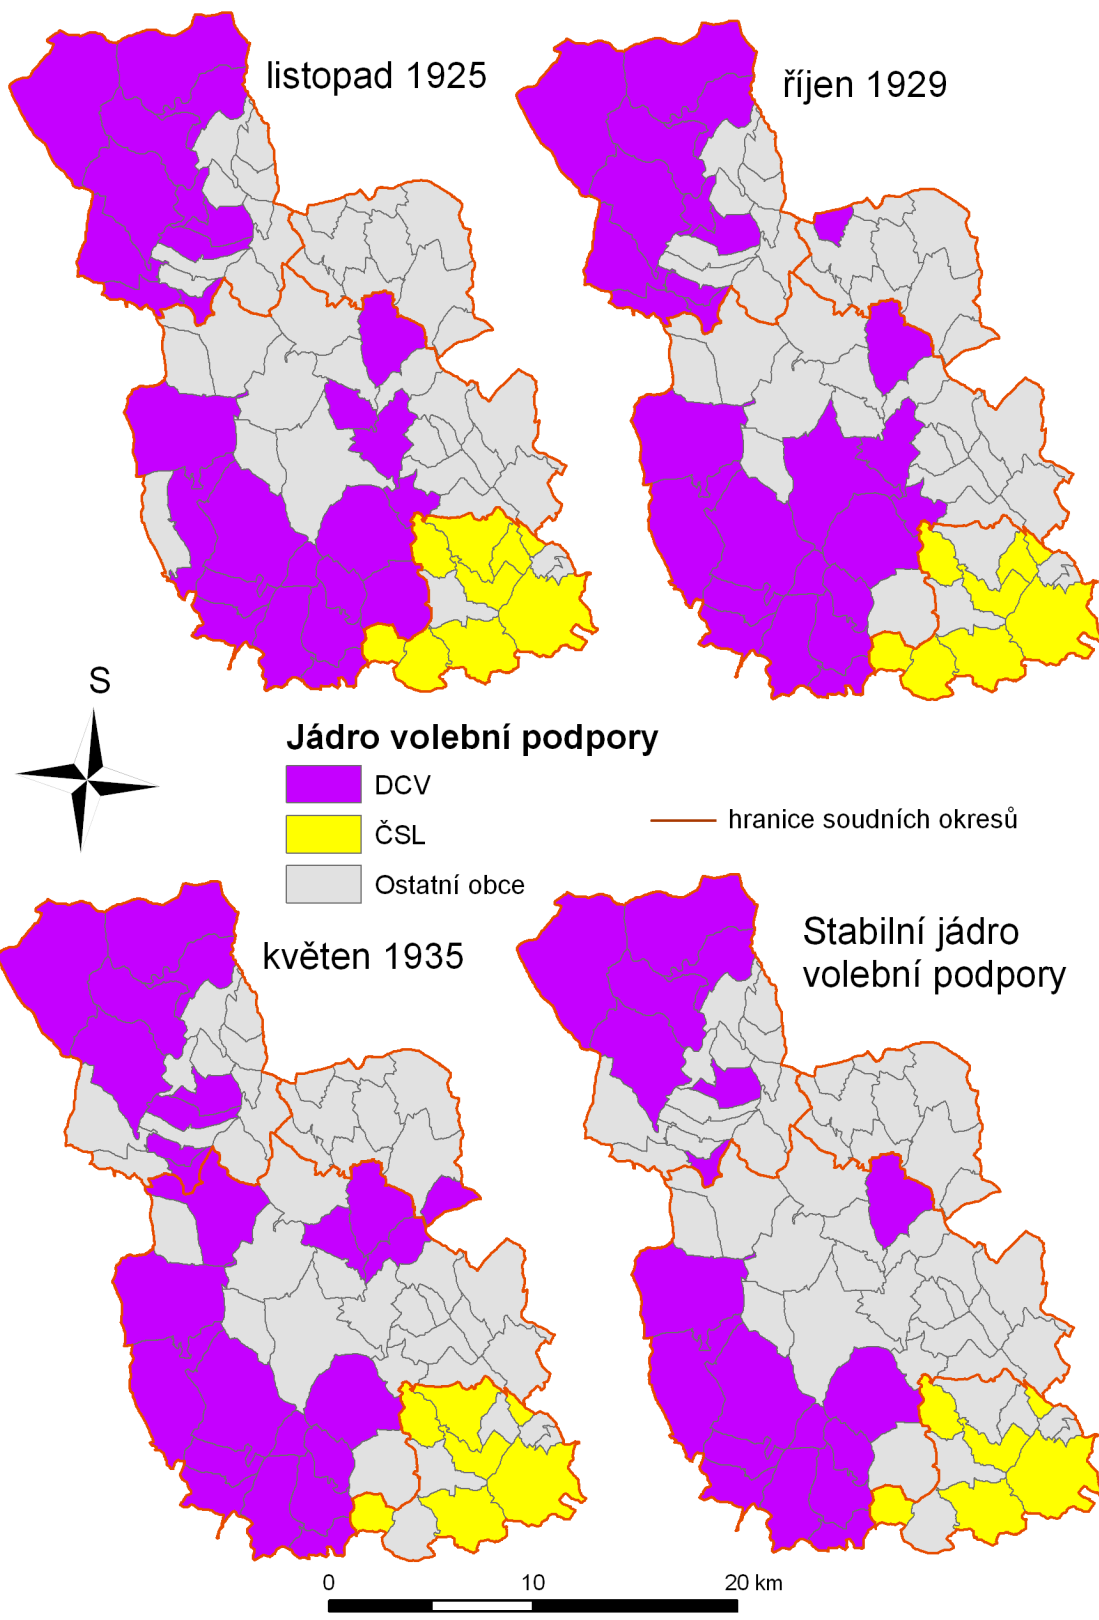 listopad 1925
říjen 1929
S
Jádro volební podpory
DCV
ČSL
Ostatní obce
hranice soudních okresů
květen 1935
Stabilní jádro
volební podpory
0 10 20 km